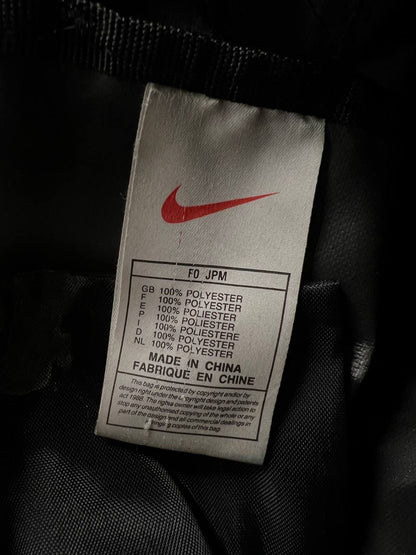 F0 JPM
GB 100% POLYESTER
F 100% POLYESTER
E 100% POLIESTER
P 100% POLIESTER
I 100% POLIESTERE
D 100% POLYESTER
NL 100% POLYESTER
MADE IN CHINA
FABRIQUE EN CHINE
This bag is protected by copyright and/or by
design right under the copyright design and patents
act 1988. The rights owner will take legal action to
stop any unauthorised copying of the whole or any
part of the design and all commercial dealings in
copies of this bag.